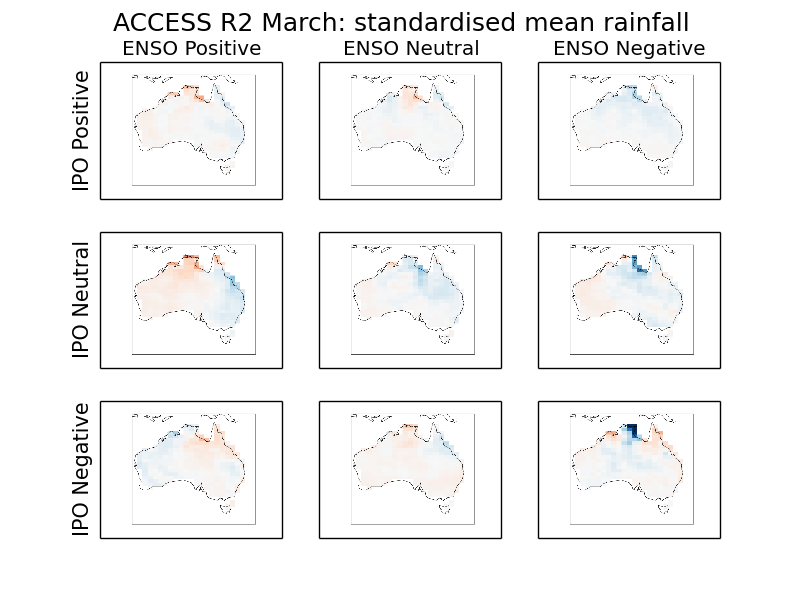 ACCESS R2 March: standardised mean rainfall
ENSO Positive ENSO Neutral ENSO Negative
IPO Positive
IPO Neutral
IPO Negative